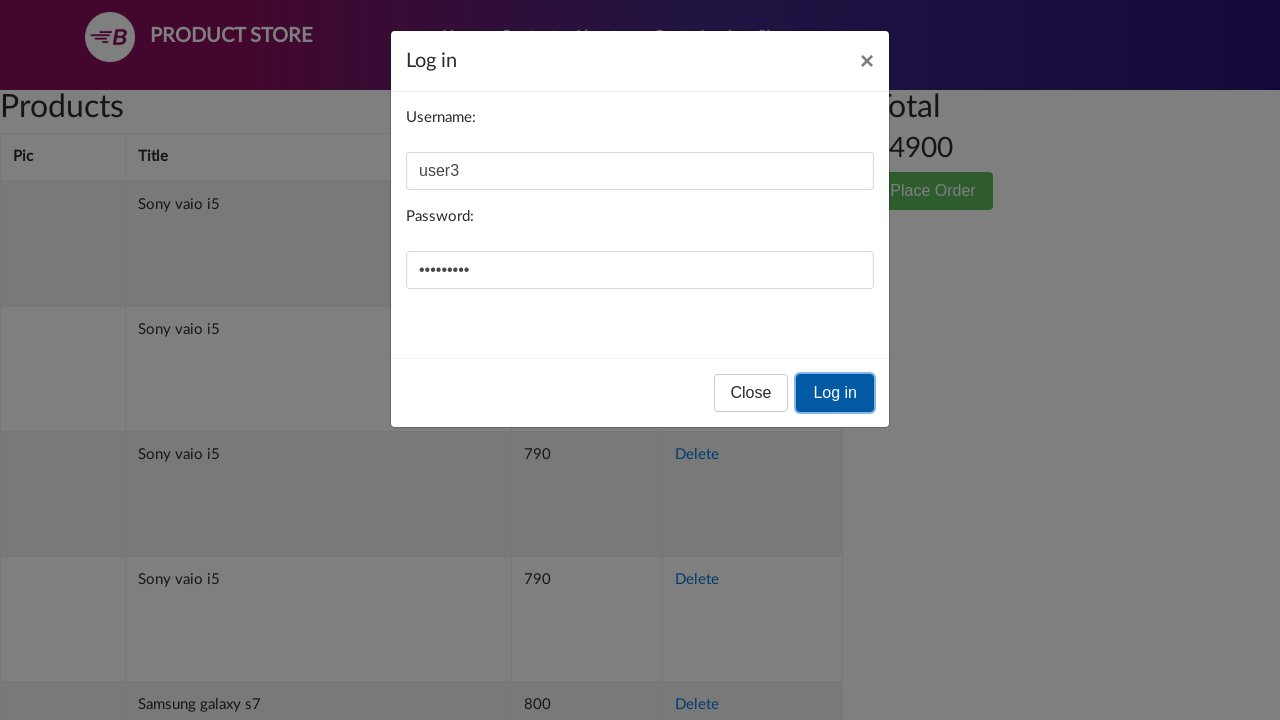 B PRODUCT STORE
Log in ×
Username:
user3
Password:
•••••••••
Close Log in
Products
Pic Title
Sony vaio i5
Sony vaio i5
Sony vaio i5 790 Delete
Sony vaio i5 790 Delete
Samsung galaxy s7 800 Delete
4900
Place Order